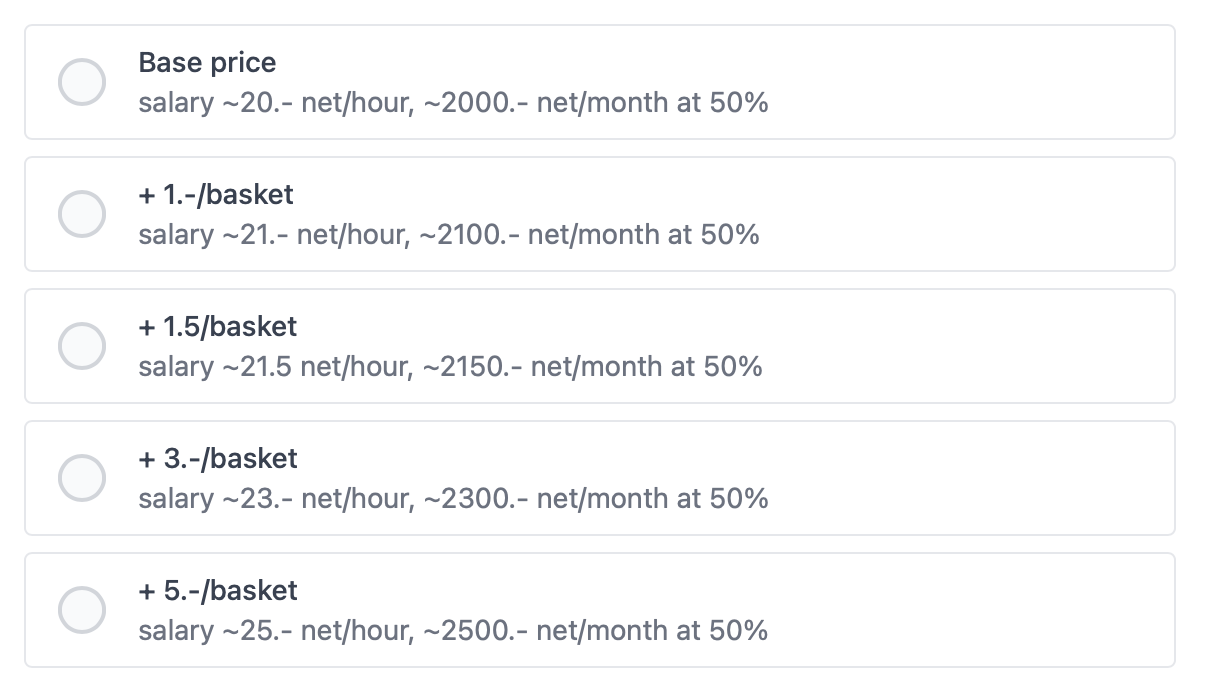 Base price
salary ~20.- net/hour, ~2000.- net/month at 50%
+ 1.-/basket
salary ~21.- net/hour, ~2100.- net/month at 50%
+ 1.5/basket
salary ~21.5 net/hour, ~2150.- net/month at 50%
+ 3.-/basket
salary ~23.- net/hour, ~2300.- net/month at 50%
+ 5.-/basket
salary ~25.- net/hour, ~2500.- net/month at 50%